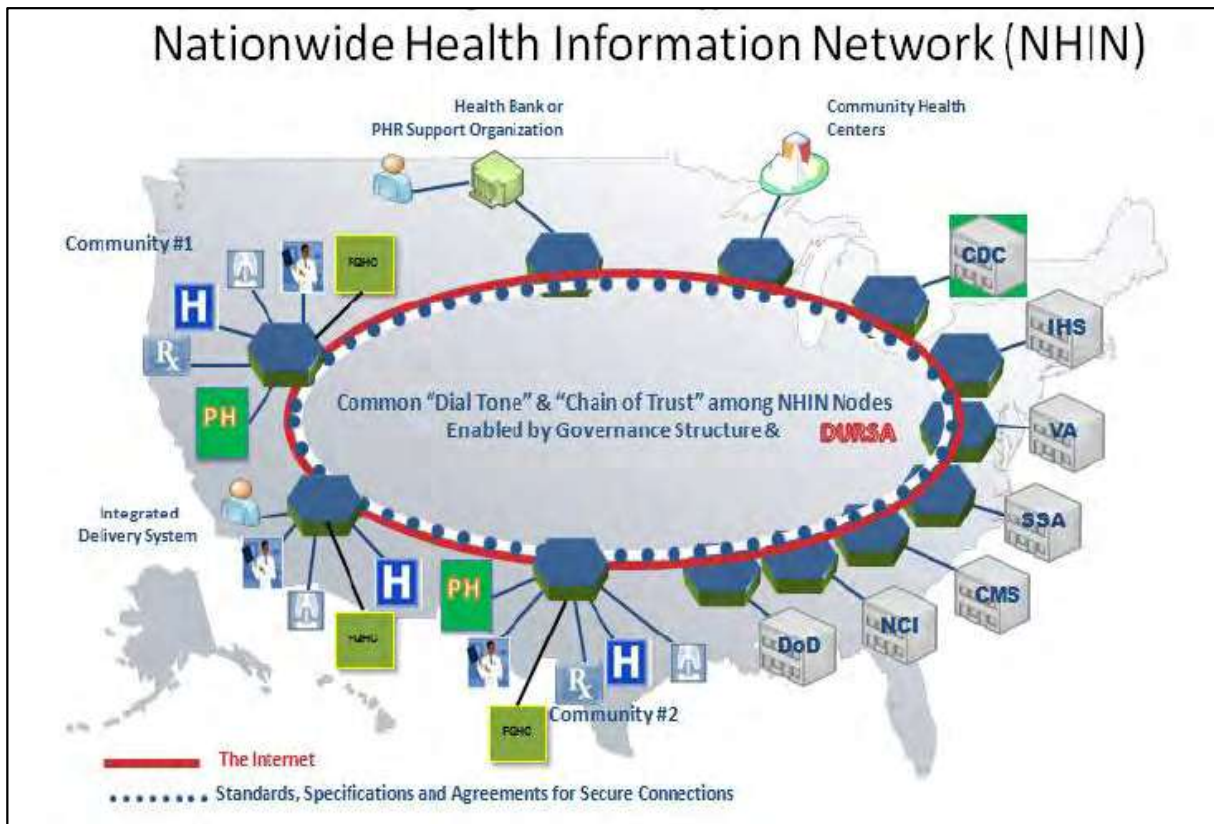 Nationwide Health Information Network (NHIN)
Health Bank or
PHR Support Organization
Community Health
Centers
Community #1
FQHC
CDC
H
IHS
Rx
PH
Common "Dial Tone" & "Chain of Trust" among NHIN Nodes
Enabled by Governance Structure & DURSA
VA
Integrated
Delivery System
SSA
H
PH
CMS
FQHC
NCI
DoD
H
Rx
Community #2
FQHC
The Internet
Standards, Specifications and Agreements for Secure Connections